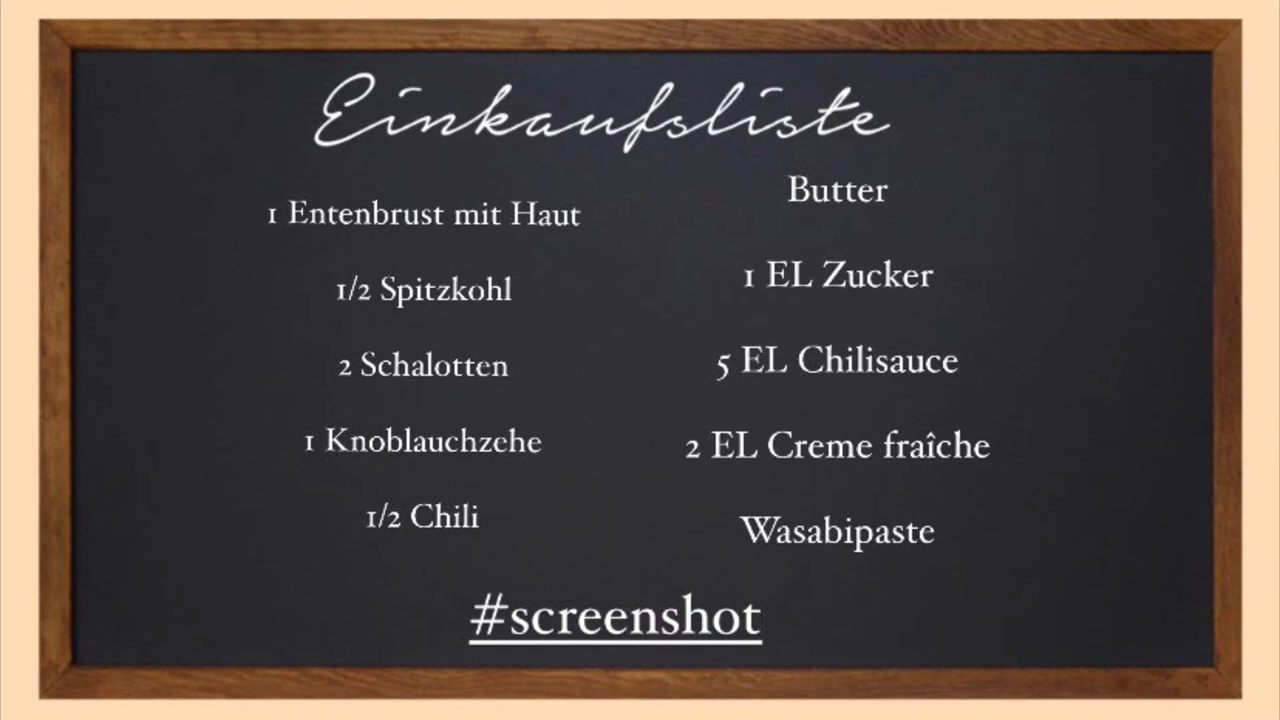 Einkaufsliste
1 Entenbrust mit Haut
1/2 Spitzkohl
2 Schalotten
1 Knoblauchzehe
1/2 Chili
Butter
1 EL Zucker
5 EL Chilisauce
2 EL Creme fraîche
Wasabipaste
#screenshot